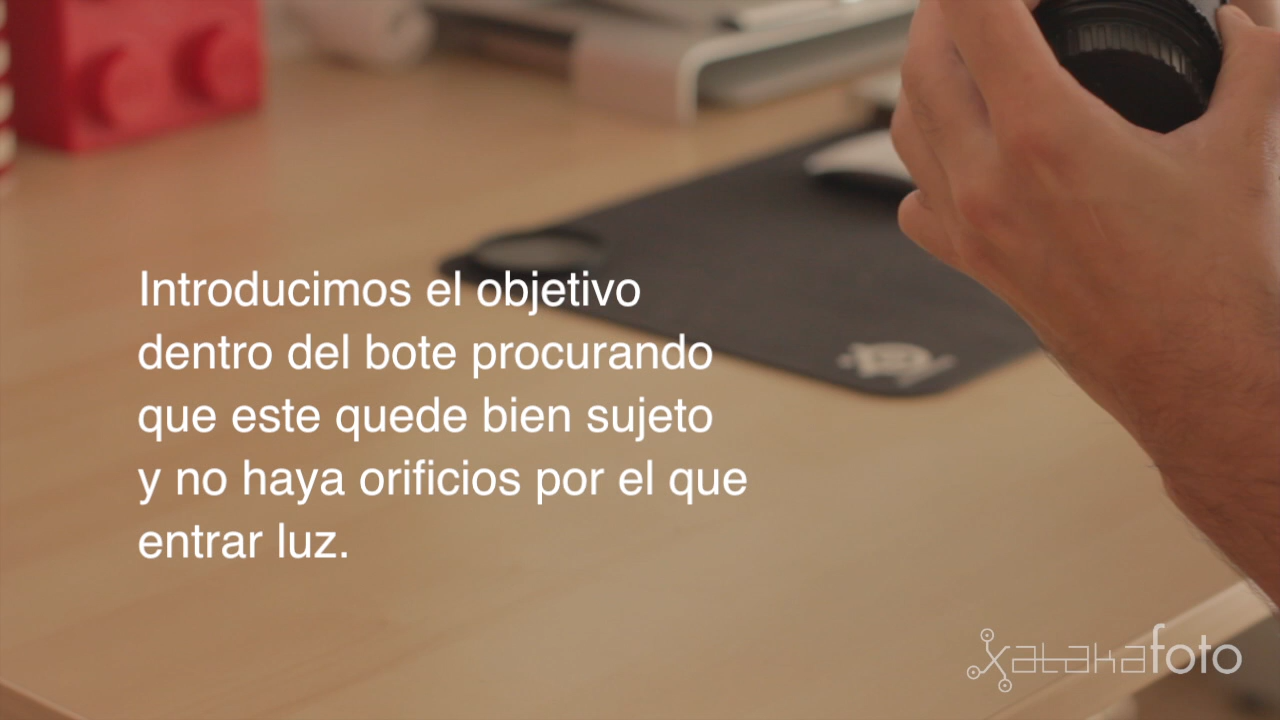 Introducimos el objetivo
dentro del bote procurando
que este quede bien sujeto
y no haya orificios por el que
entrar luz.
xatakafoto